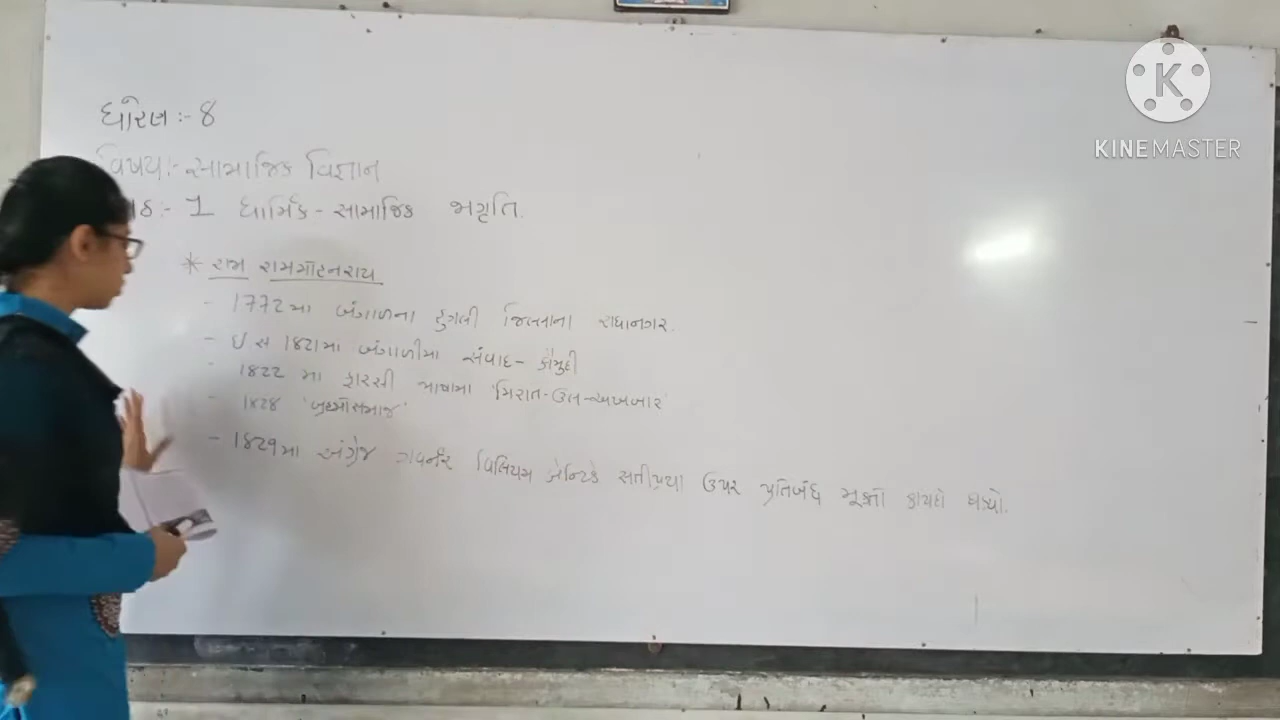 ધોરણ :- 8
વિષય :- સામાજિક વિજ્ઞાન
1 ધાર્મિક - સામાજિક જાગૃતિ.
* રામ રામમોહનરાય
- 1772મા બંગાળના હુગલી જિલ્લાના રાધાનગર.
- ઈ સ 1821મા બંગાળીમા સંવાદ - કૌમુદી
- 1822 મા ફારસી ભાષામા 'મિરાત-ઉલ-અખબાર'
- 1828 'બ્રહ્મોસમાજ'
- 1829મા અંગ્રેજ ગવર્નર વિલિયમ બેન્ટિકે સતીપ્રથા ઉપર પ્રતિબંધ મૂકતો કાયદો ઘડ્યો.
K
KINEMASTER